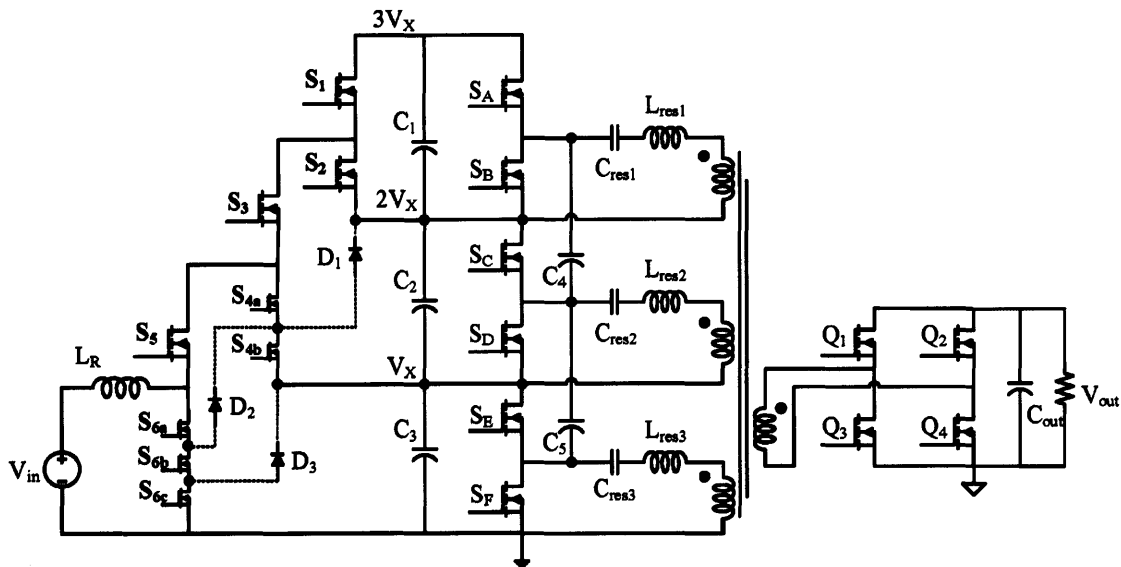 3V_X
S_1
S_A
L_res1
C_1
C_res1
S_2
S_B
S_3
2V_X
D_1
S_C
C_2
C_4
L_res2
S_4a
S_5
S_4b
S_D
C_res2
Q_1
Q_2
L_R
V_X
D_2
S_E
C_5
L_res3
C_out
V_out
S_6a
Q_3
Q_4
V_in
S_6b
D_3
C_3
S_6c
S_F
C_res3